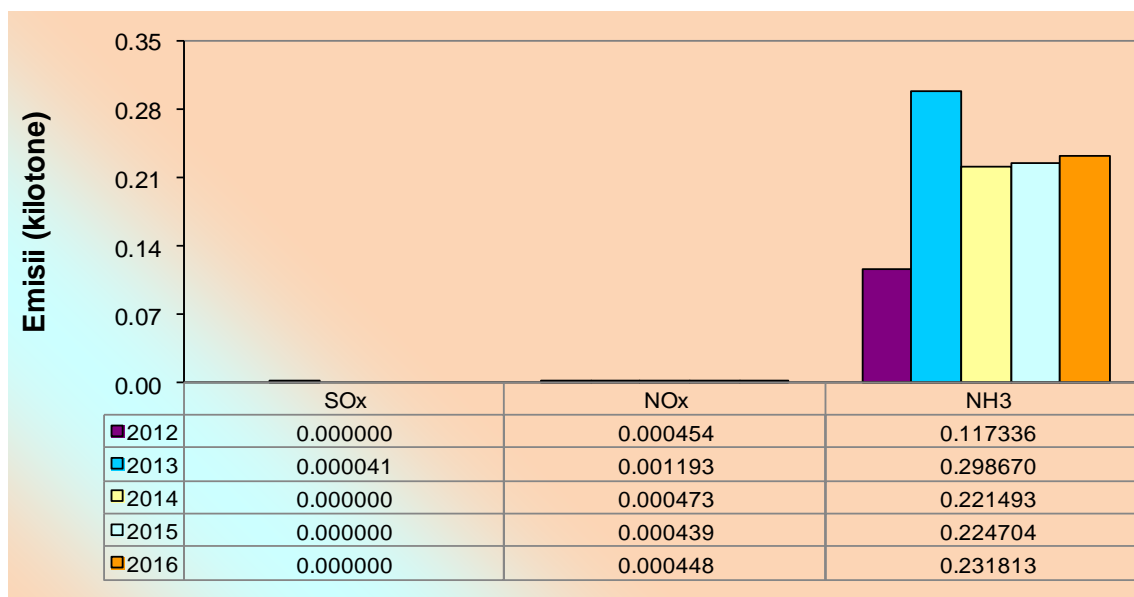 Emisii (kilotone)
0.35
0.28
0.21
0.14
0.07
0.00
SOx NOx NH3
2012 0.000000 0.000454 0.117336
2013 0.000041 0.001193 0.298670
2014 0.000000 0.000473 0.221493
2015 0.000000 0.000439 0.224704
2016 0.000000 0.000448 0.231813